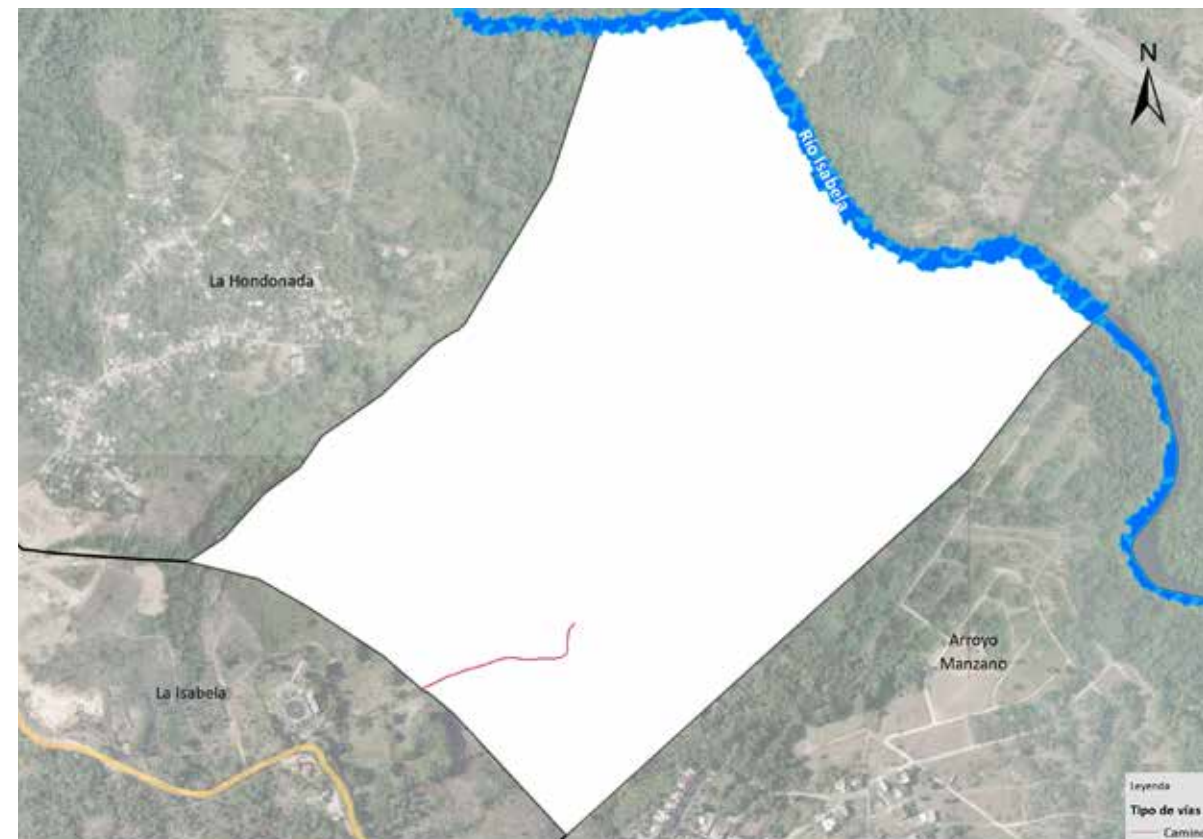 N
Río Isabela
La Hondonada
Arroyo
Manzano
La Isabela
Leyenda
Tipo de vías